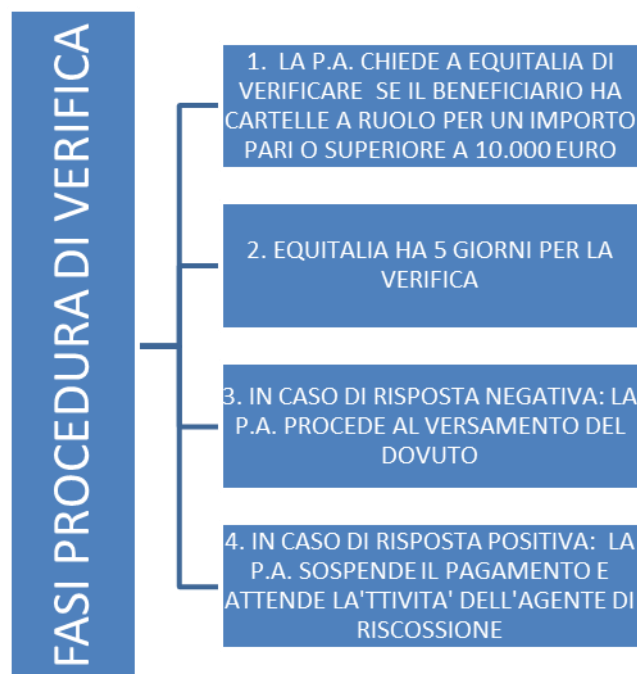 FASI PROCEDURA DI VERIFICA
1. LA P.A. CHIEDE A EQUITALIA DI
VERIFICARE SE IL BENEFICIARIO HA
CARTELLE A RUOLO PER UN IMPORTO
PARI O SUPERIORE A 10.000 EURO
2. EQUITALIA HA 5 GIORNI PER LA
VERIFICA
3. IN CASO DI RISPOSTA NEGATIVA: LA
P.A. PROCEDE AL VERSAMENTO DEL
DOVUTO
4. IN CASO DI RISPOSTA POSITIVA: LA
P.A. SOSPENDE IL PAGAMENTO E
ATTENDE LA'TTIVITA' DELL'AGENTE DI
RISCOSSIONE